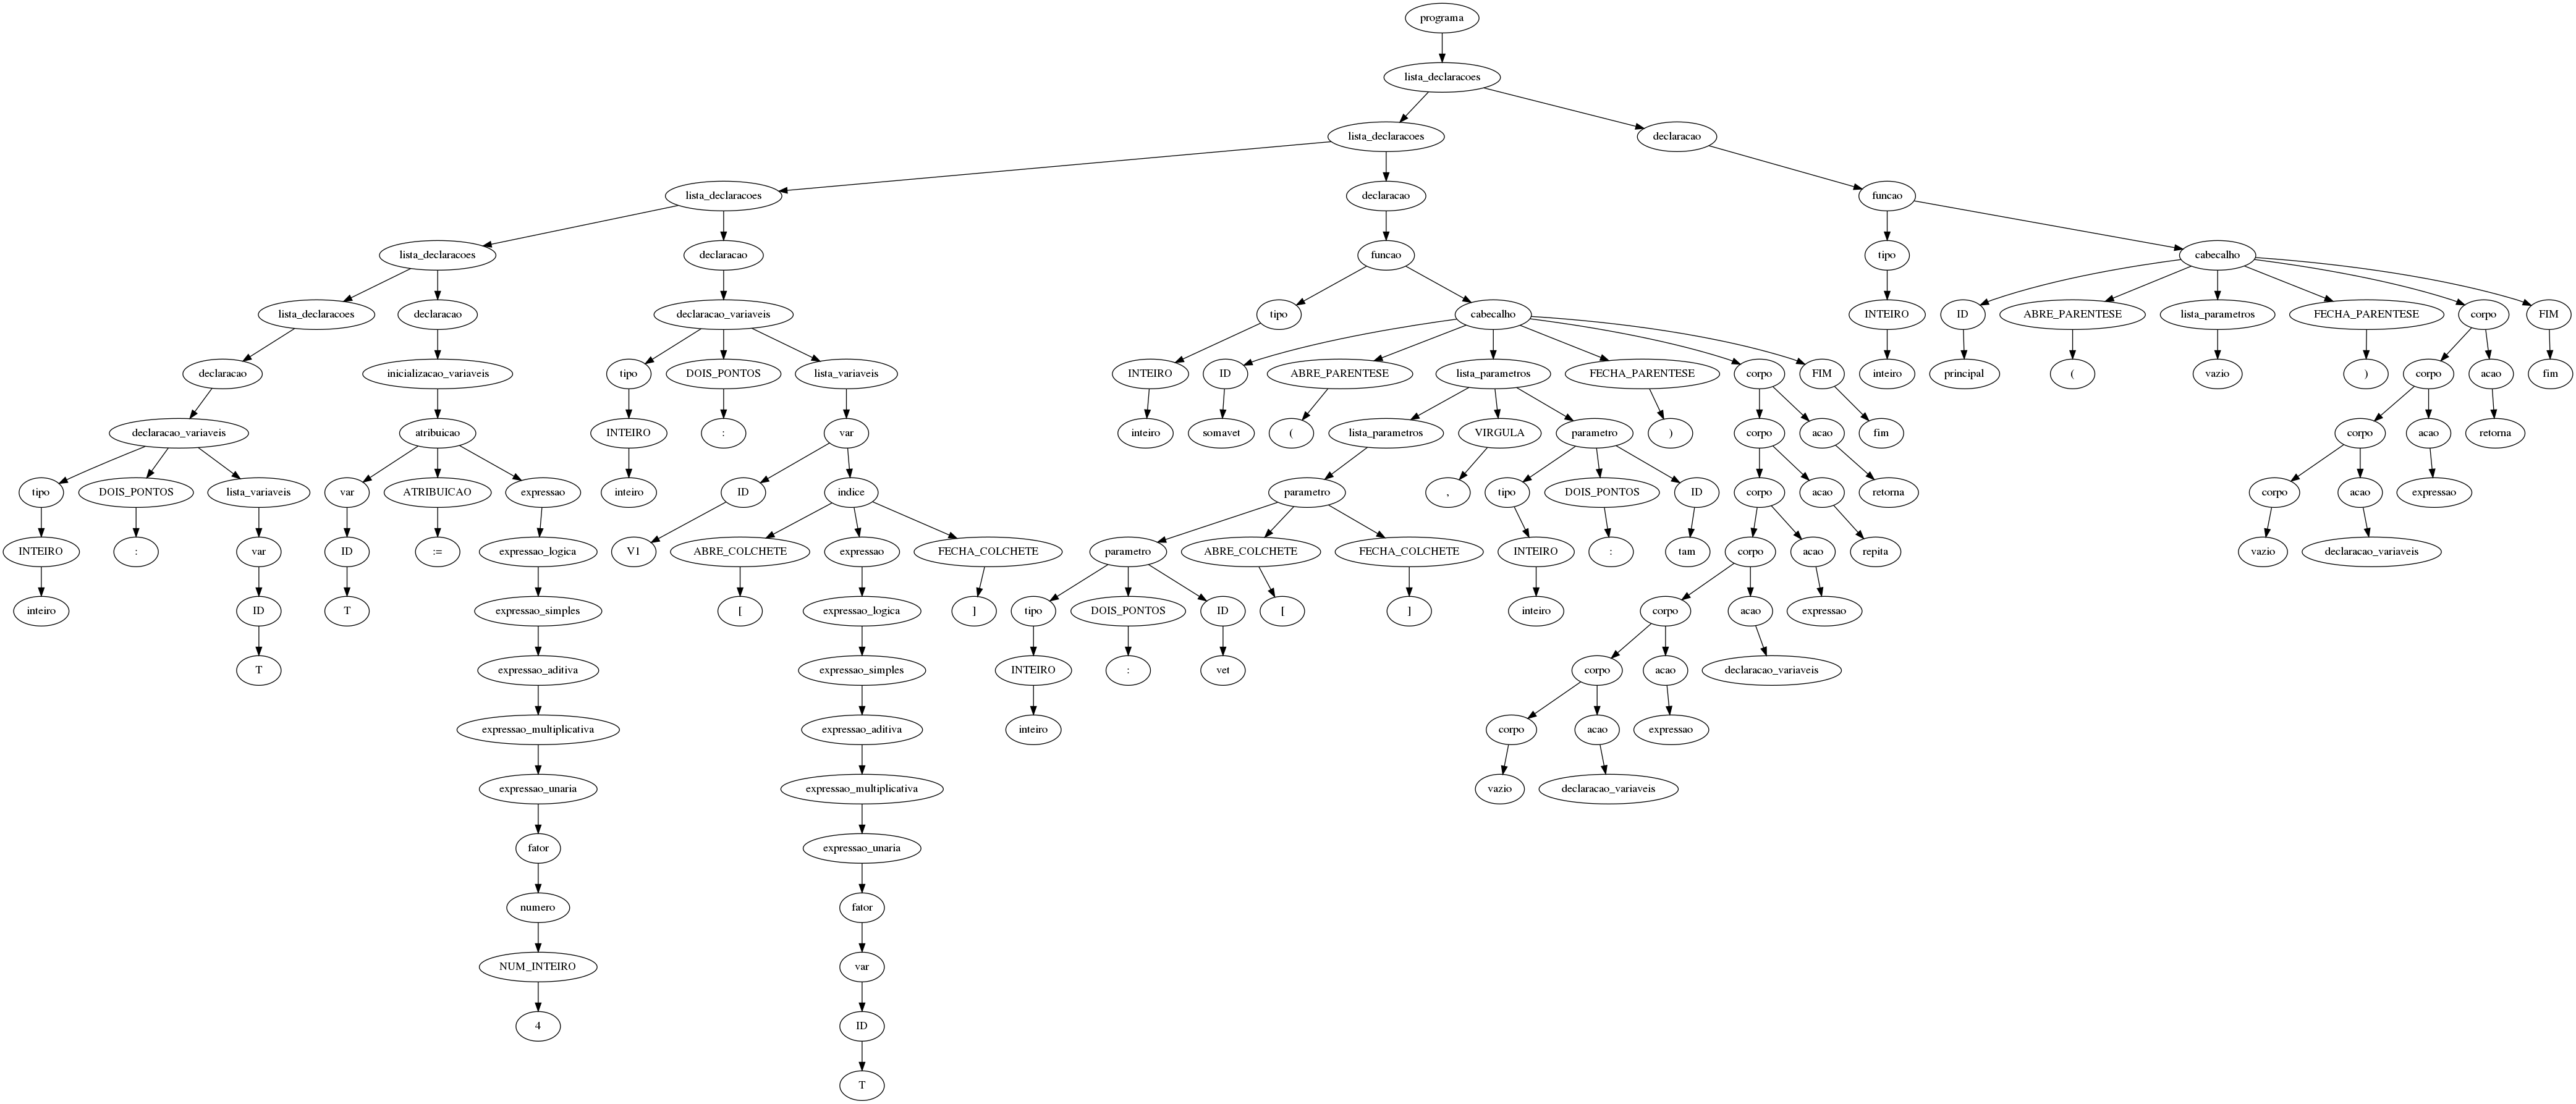 programa
lista_declaracoes
lista_declaracoes declaracao
lista_declaracoes declaracao funcao
lista_declaracoes declaracao funcao tipo cabecalho
lista_declaracoes declaracao declaracao_variaveis tipo cabecalho INTEIRO ID ABRE_PARENTESE lista_parametros FECHA_PARENTESE corpo FIM
declaracao inicializacao_variaveis tipo DOIS_PONTOS lista_variaveis INTEIRO ID ABRE_PARENTESE lista_parametros FECHA_PARENTESE corpo FIM inteiro principal ( vazio ) corpo acao fim
declaracao_variaveis atribuicao INTEIRO : var inteiro somavet ( lista_parametros VIRGULA parametro ) corpo acao fim corpo acao retorna
tipo DOIS_PONTOS lista_variaveis var ATRIBUICAO expressao inteiro ID indice parametro , tipo DOIS_PONTOS ID corpo acao retorna corpo acao expressao
INTEIRO : var ID := expressao_logica V1 ABRE_COLCHETE expressao FECHA_COLCHETE parametro ABRE_COLCHETE FECHA_COLCHETE INTEIRO : tam corpo acao repita vazio declaracao_variaveis
inteiro ID T expressao_simples [ expressao_logica ] tipo DOIS_PONTOS ID [ ] inteiro corpo acao expressao
T expressao_aditiva expressao_simples INTEIRO : vet corpo acao declaracao_variaveis
expressao_multiplicativa expressao_aditiva inteiro corpo acao expressao
expressao_unaria expressao_multiplicativa vazio declaracao_variaveis
fator expressao_unaria
numero fator
NUM_INTEIRO var
4 ID
T